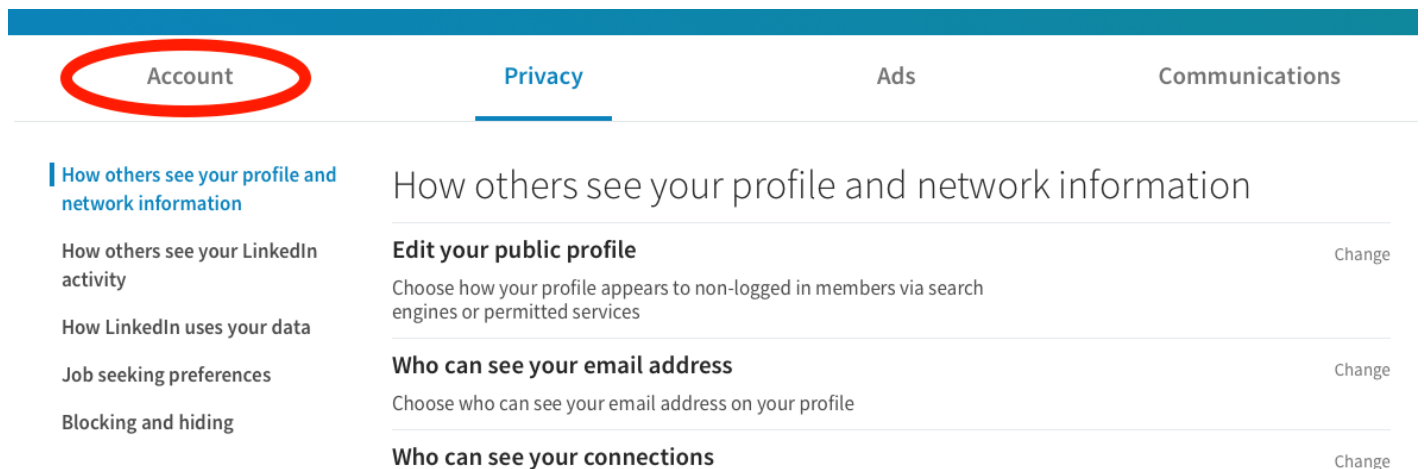 Account
Privacy
Ads
Communications
How others see your profile and
network information
How others see your LinkedIn
activity
How LinkedIn uses your data
Job seeking preferences
Blocking and hiding
How others see your profile and network information
Edit your public profile
Change
Choose how your profile appears to non-logged in members via search
engines or permitted services
Who can see your email address
Change
Choose who can see your email address on your profile
Who can see your connections
Change